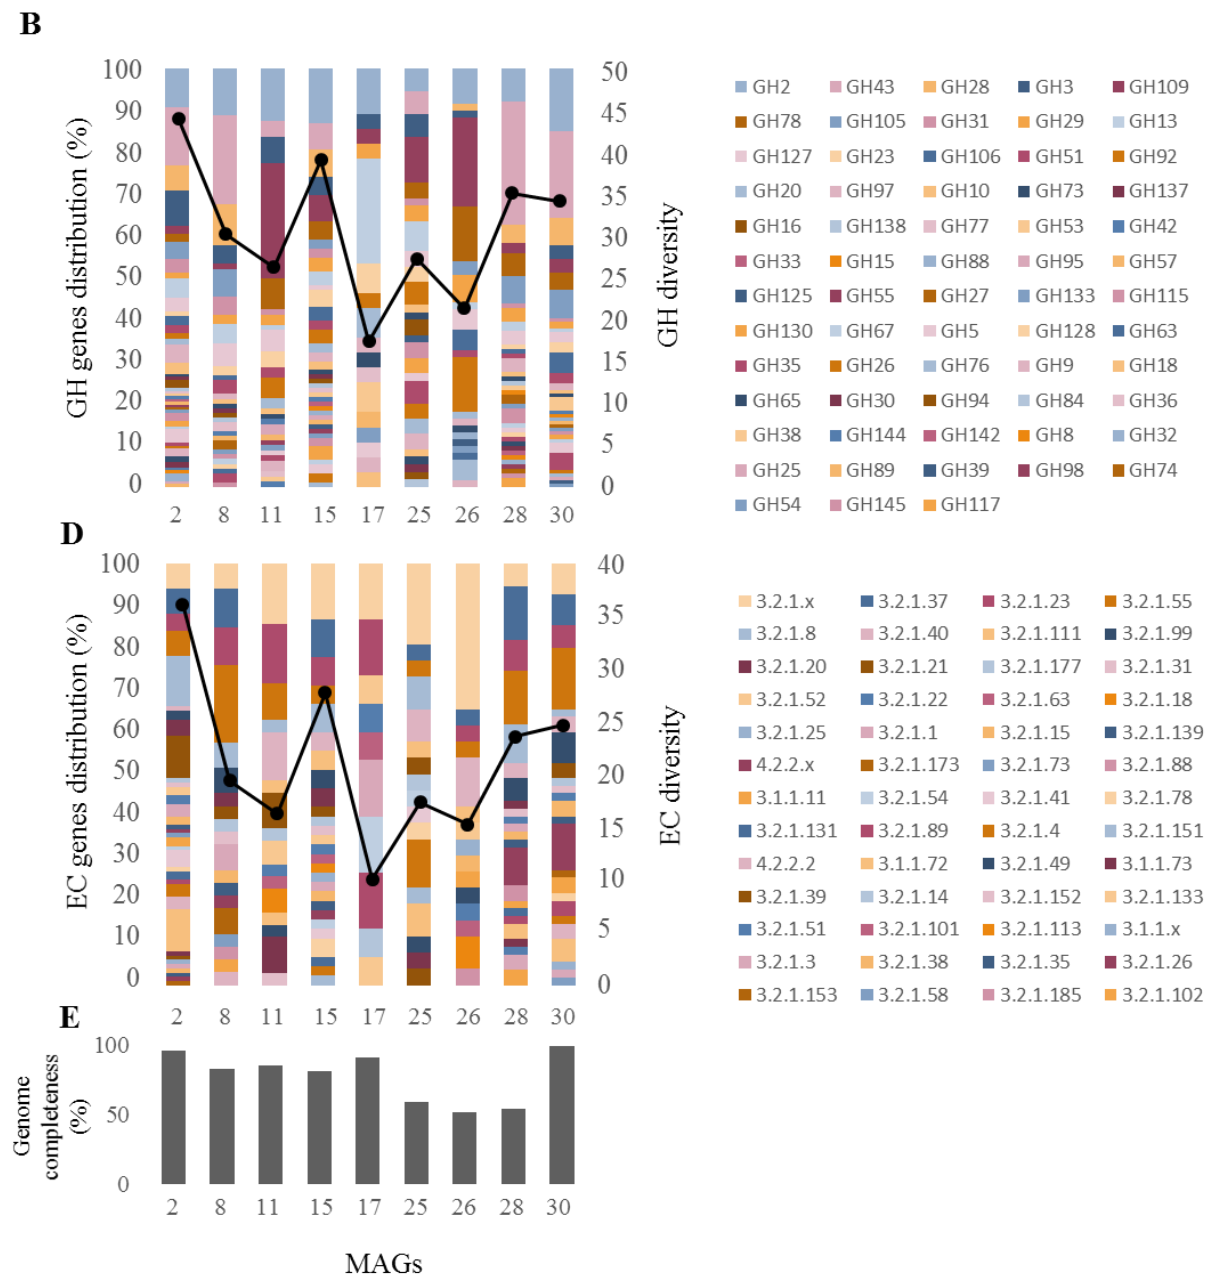 B
GH genes distribution (%)
100
90
80
70
60
50
40
30
20
10
0
50
45
40
35
30
25
20
15
10
5
0
GH diversity
2 8 11 15 17 25 26 28 30
GH2 GH43 GH28 GH3 GH109
GH78 GH105 GH31 GH29 GH13
GH127 GH23 GH106 GH51 GH92
GH20 GH97 GH10 GH73 GH137
GH16 GH138 GH77 GH53 GH42
GH33 GH15 GH88 GH95 GH57
GH125 GH55 GH27 GH133 GH115
GH130 GH67 GH5 GH128 GH63
GH35 GH26 GH76 GH9 GH18
GH65 GH30 GH94 GH84 GH36
GH38 GH144 GH142 GH8 GH32
GH25 GH89 GH39 GH98 GH74
GH54 GH145 GH117
D
EC genes distribution (%)
100
90
80
70
60
50
40
30
20
10
0
40
35
30
25
20
15
10
5
0
EC diversity
2 8 11 15 17 25 26 28 30
3.2.1.x 3.2.1.37 3.2.1.23 3.2.1.55
3.2.1.8 3.2.1.40 3.2.1.111 3.2.1.99
3.2.1.20 3.2.1.21 3.2.1.177 3.2.1.31
3.2.1.52 3.2.1.22 3.2.1.63 3.2.1.18
3.2.1.25 3.2.1.1 3.2.1.15 3.2.1.139
4.2.2.x 3.2.1.173 3.2.1.73 3.2.1.88
3.1.1.11 3.2.1.54 3.2.1.41 3.2.1.78
3.2.1.131 3.2.1.89 3.2.1.4 3.2.1.151
4.2.2.2 3.1.1.72 3.2.1.49 3.1.1.73
3.2.1.39 3.2.1.14 3.2.1.152 3.2.1.133
3.2.1.51 3.2.1.101 3.2.1.113 3.1.1.x
3.2.1.3 3.2.1.38 3.2.1.35 3.2.1.26
3.2.1.153 3.2.1.58 3.2.1.185 3.2.1.102
E
Genome
completeness
(%)
100
50
0
2 8 11 15 17 25 26 28 30
MAGs